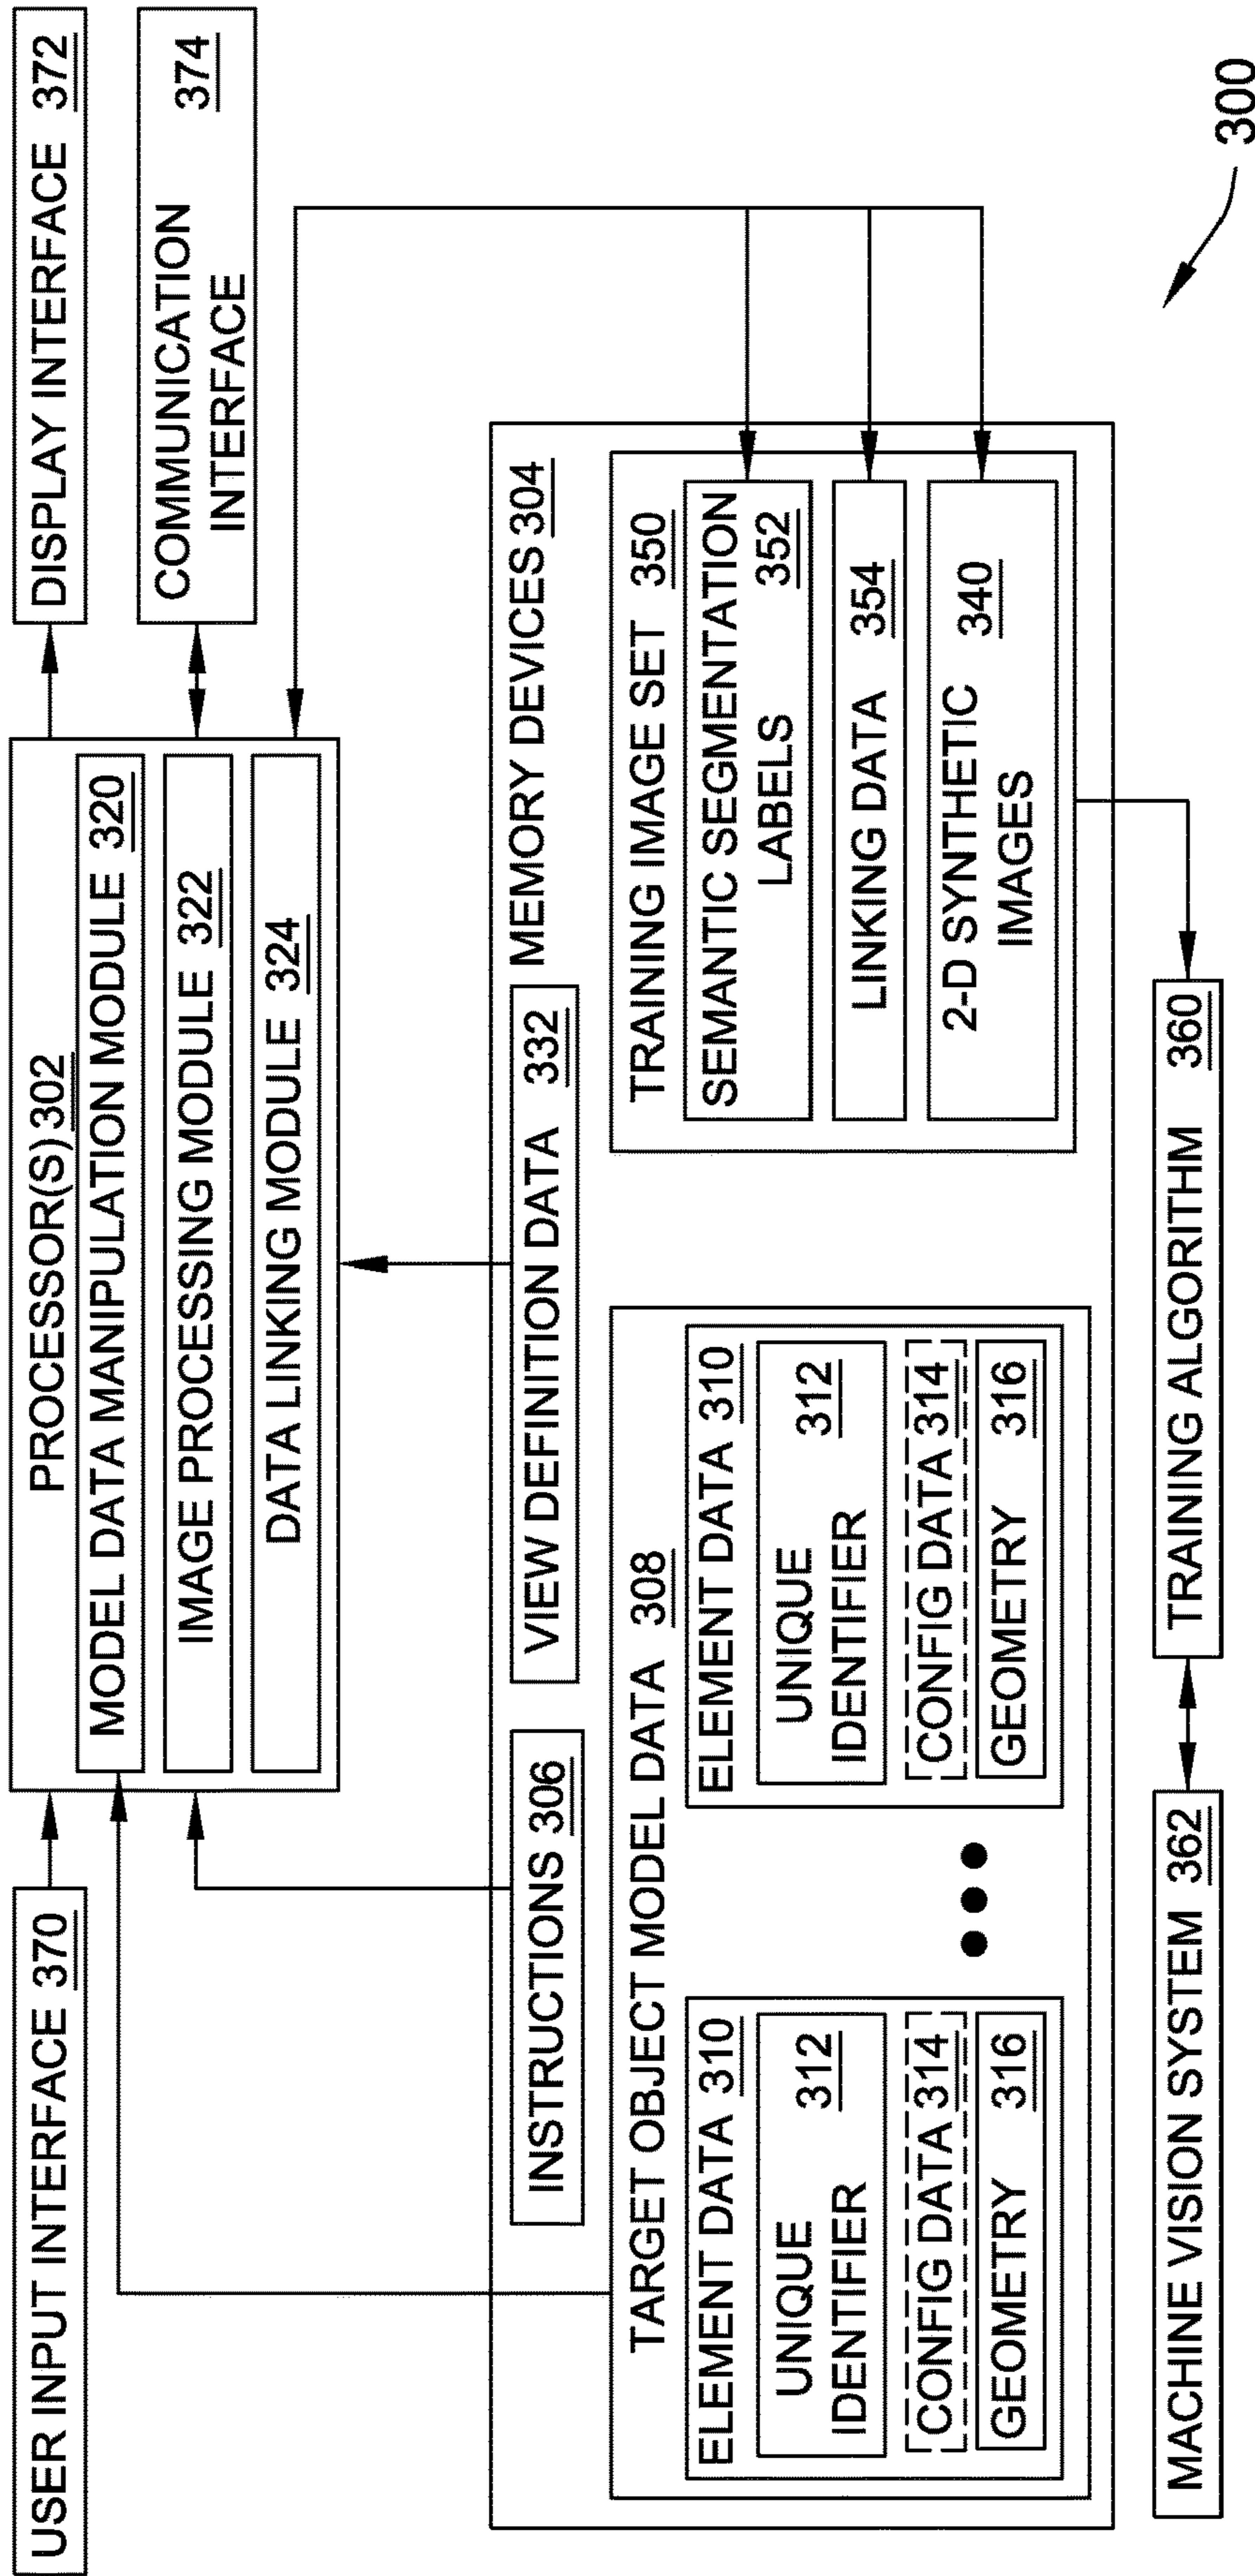 USER INPUT INTERFACE 370
PROCESSOR(S) 302
MODEL DATA MANIPULATION MODULE 320
IMAGE PROCESSING MODULE 322
DATA LINKING MODULE 324
DISPLAY INTERFACE 372
COMMUNICATION 374
INTERFACE
INSTRUCTIONS 306
VIEW DEFINITION DATA 332
MEMORY DEVICES 304
TARGET OBJECT MODEL DATA 308
ELEMENT DATA 310
UNIQUE
IDENTIFIER 312
CONFIG DATA 314
GEOMETRY 316
ELEMENT DATA 310
UNIQUE
IDENTIFIER 312
CONFIG DATA 314
GEOMETRY 316
TRAINING IMAGE SET 350
SEMANTIC SEGMENTATION
LABELS 352
LINKING DATA 354
2-D SYNTHETIC
IMAGES 340
MACHINE VISION SYSTEM 362
TRAINING ALGORITHM 360
300